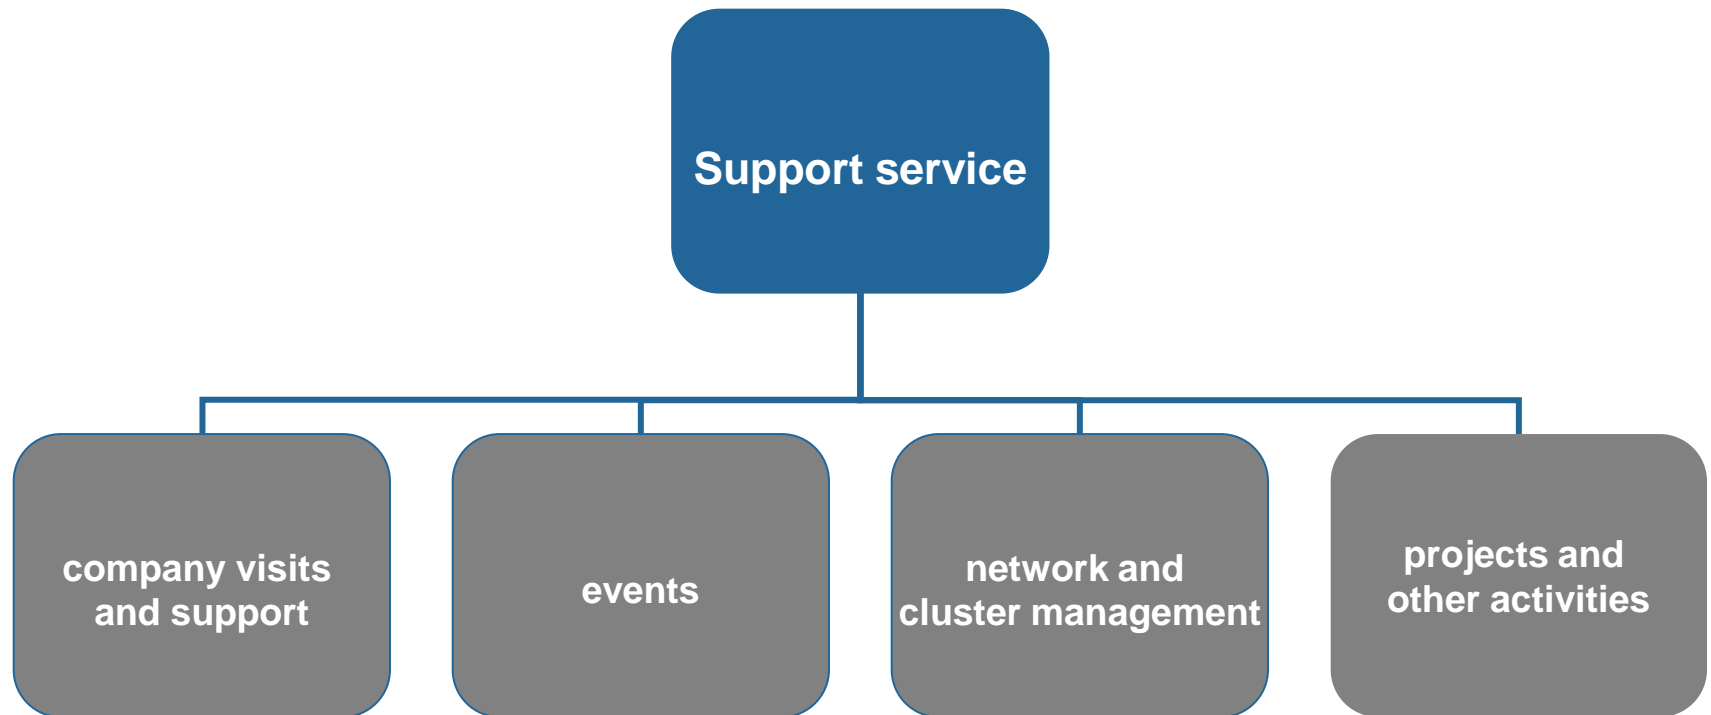 Support service
company visits
and support
events
network and
cluster management
projects and
other activities